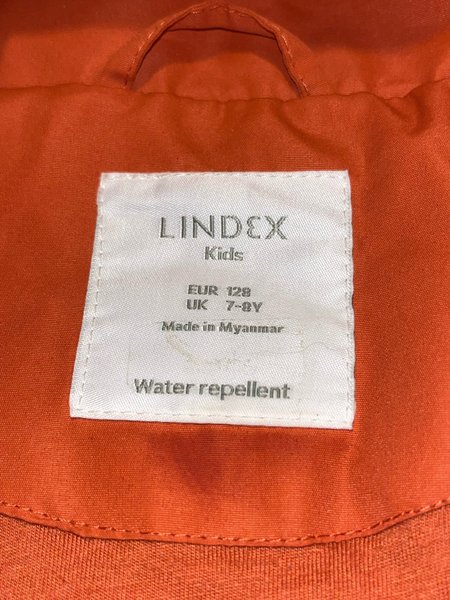 LINDEX
Kids
EUR 128
UK 7-8Y
Made in Myanmar
Water repellent